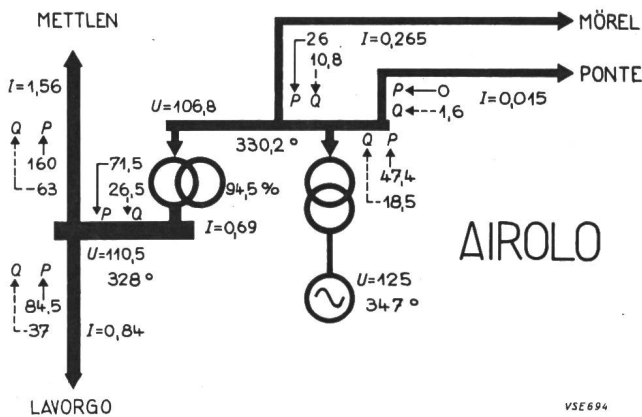 METTLEN
MÖREL
26
I=0,265
10,8
PONTE
I=1,56
P Q
P 0
I=0,015
U=106,8
Q 1,6
Q P
330,2°
Q P
160
71,5
47,4
63
26,5
94,5 %
18,5
P Q
I=0,69
AIROLO
U=110,5
328°
U=125
347°
Q P
84,5
37
I=0,84
LAVORGO
VSE694